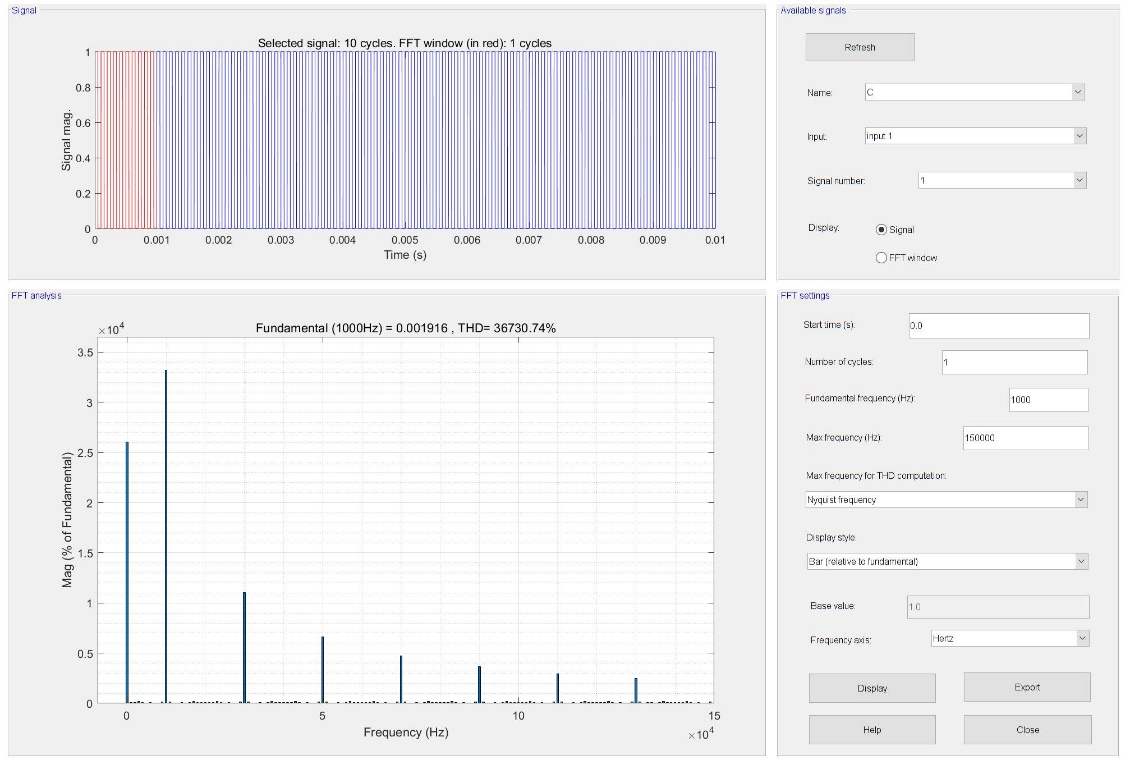 Signal
Selected signal: 10 cycles. FFT window (in red): 1 cycles
Signal mag.
1
0.8
0.6
0.4
0.2
0
0 0.001 0.002 0.003 0.004 0.005 0.006 0.007 0.008 0.009 0.01
Time (s)
Available signals
Refresh
Name: C
Input: input 1
Signal number: 1
Display: Signal
FFT window
FFT analysis
×10^4
Fundamental (1000Hz) = 0.001916 , THD= 36730.74%
Mag (% of Fundamental)
3.5
3
2.5
2
1.5
1
0.5
0
0 5 10 15
Frequency (Hz)
×10^4
FFT settings
Start time (s): 0.0
Number of cycles: 1
Fundamental frequency (Hz): 1000
Max frequency (Hz): 150000
Max frequency for THD computation:
Nyquist frequency
Display style:
Bar (relative to fundamental)
Base value: 1.0
Frequency axis: Hertz
Display Export
Help Close